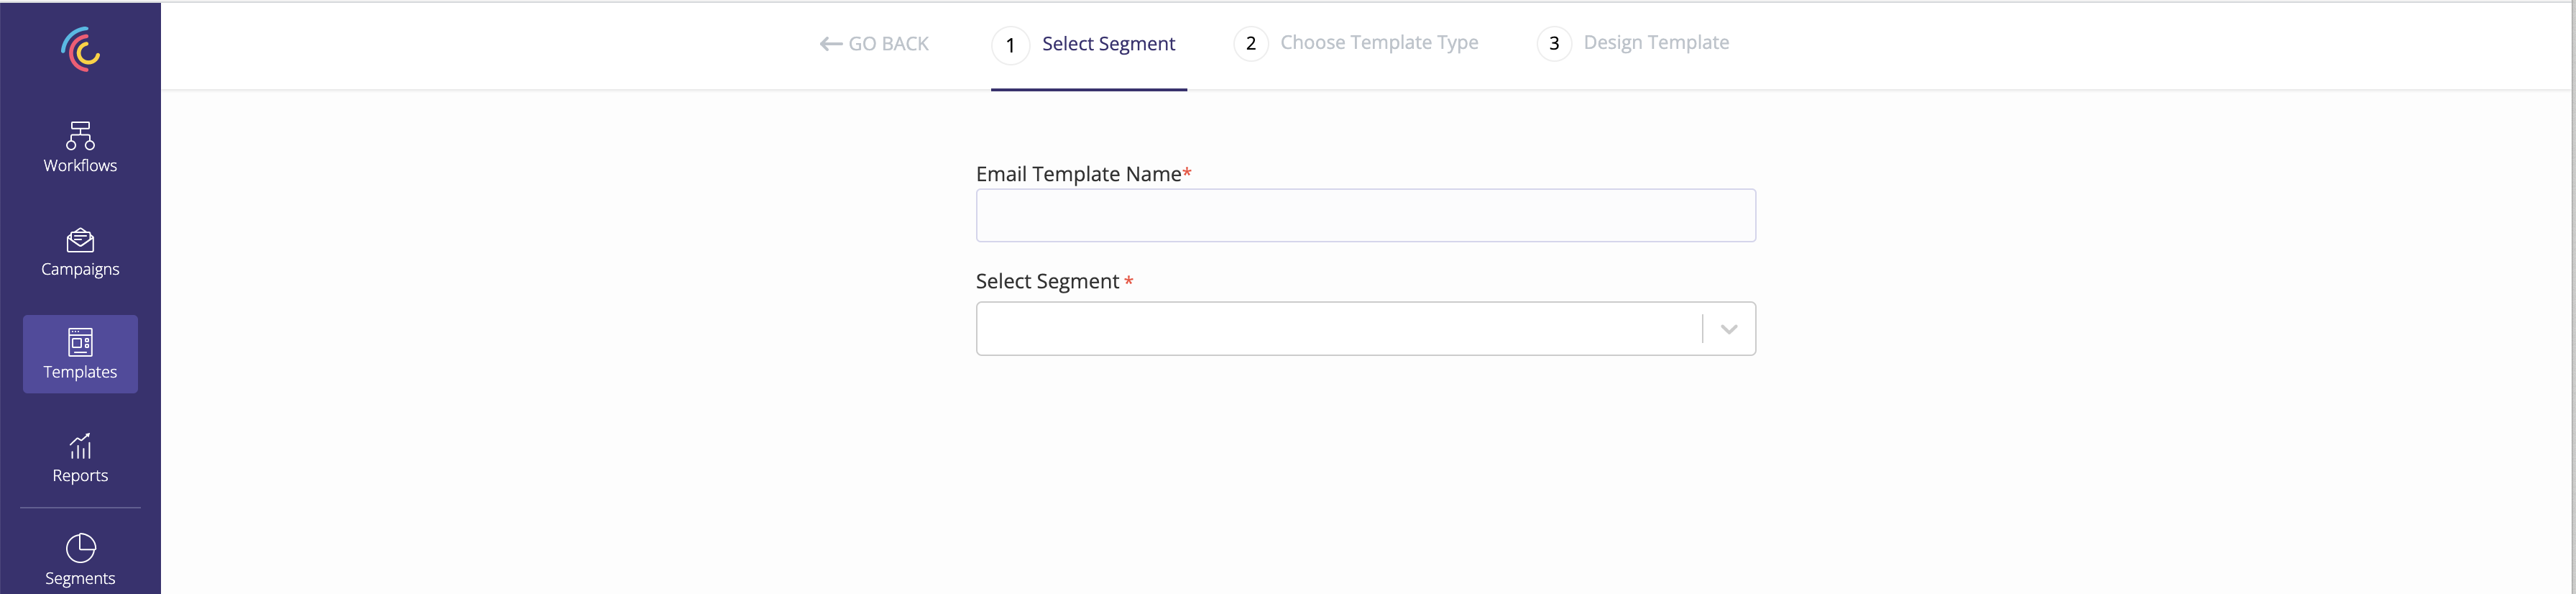 GO BACK
1 Select Segment
2 Choose Template Type
3 Design Template
Workflows
Campaigns
Templates
Reports
Segments
Email Template Name*
Select Segment *